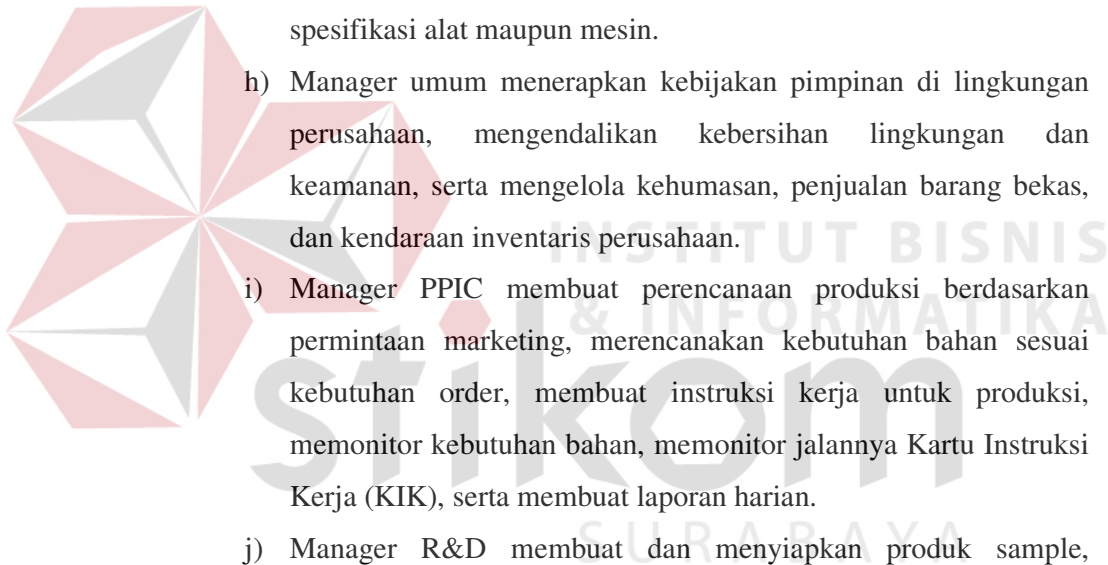 spesifikasi alat maupun mesin.
h) Manager umum menerapkan kebijakan pimpinan di lingkungan
perusahaan, mengendalikan kebersihan lingkungan dan
keamanan, serta mengelola kehumasan, penjualan barang bekas,
dan kendaraan inventaris perusahaan.
INSTITUT BISNIS
i) Manager PPIC membuat perencanaan produksi berdasarkan
& INFORMATIKA
permintaan marketing, merencanakan kebutuhan bahan sesuai
stikom
kebutuhan order, membuat instruksi kerja untuk produksi,
memonitor kebutuhan bahan, memonitor jalannya Kartu Instruksi
Kerja (KIK), serta membuat laporan harian.
SURABAYA
j) Manager R&D membuat dan menyiapkan produk sample,